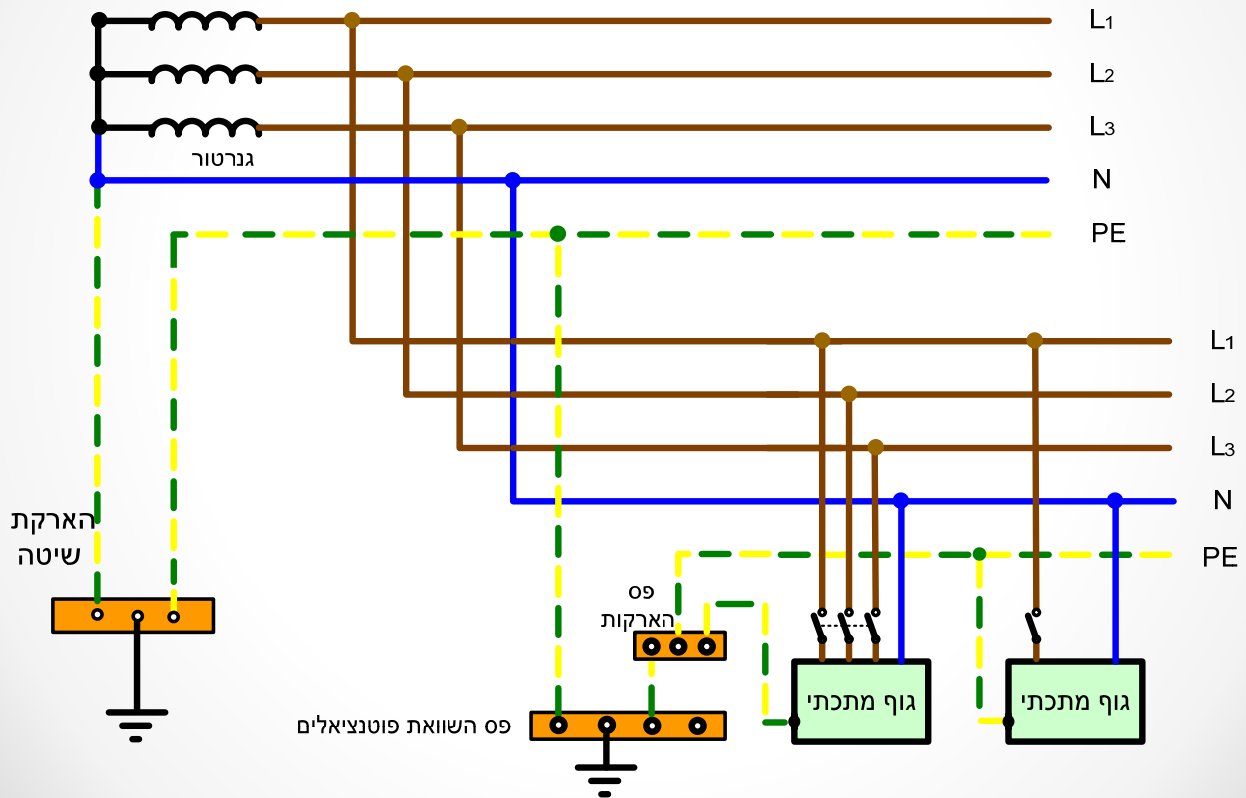 L1
L2
L3
גנרטור
N
PE
L1
L2
L3
N
הארקת
שיטה
PE
פס
הארקות
גוף מתכתי
גוף מתכתי
פס השוואת פוטנציאלים